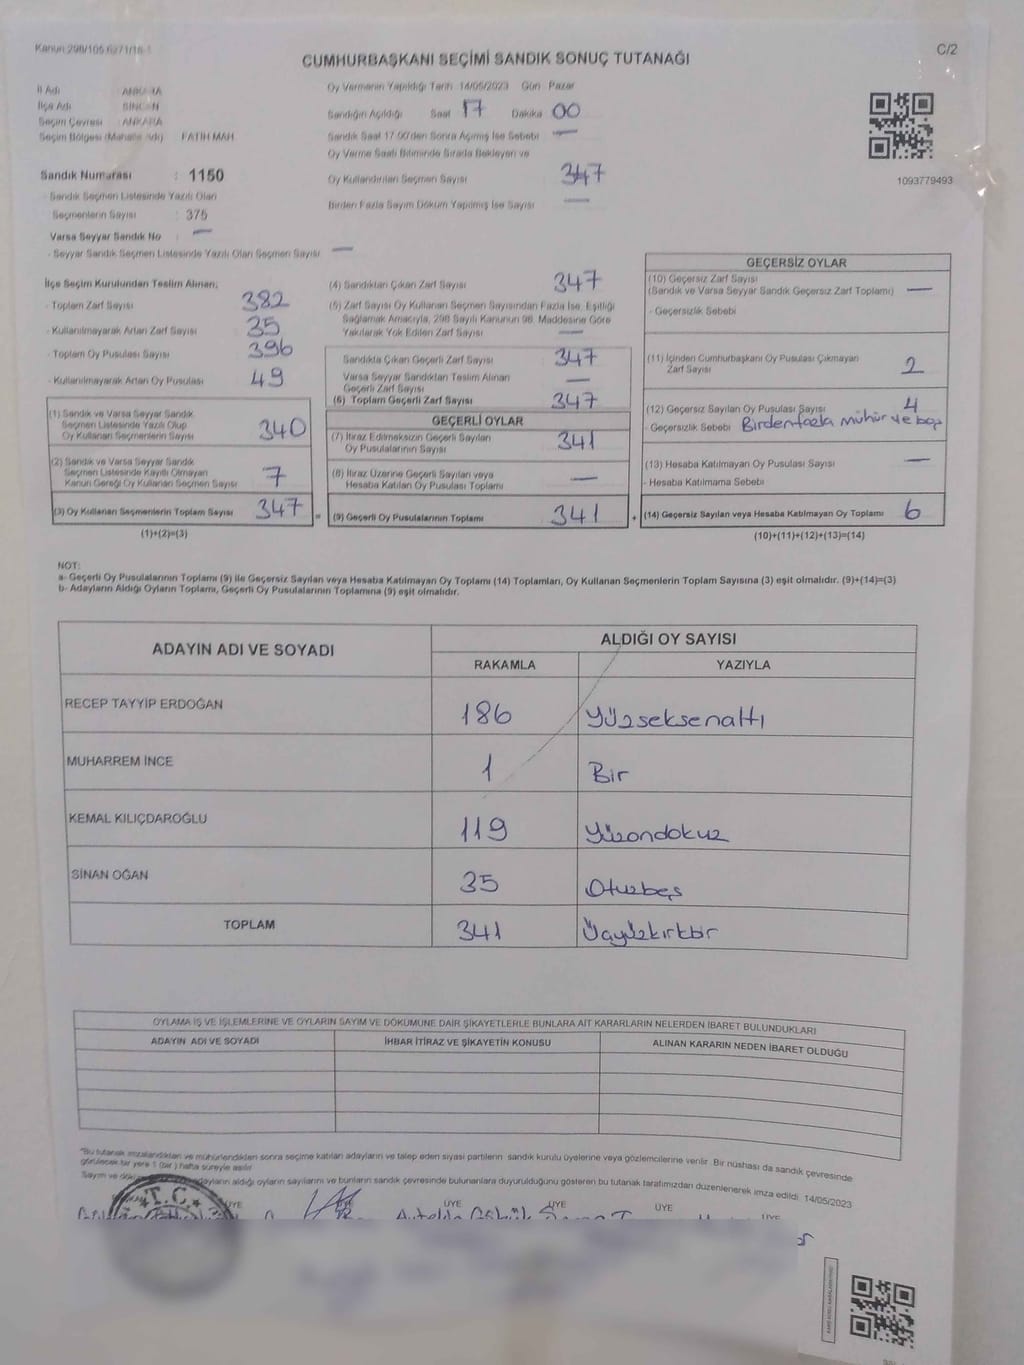 Kanun 298/105,6271/18-1
C/2
CUMHURBAŞKANI SEÇİMİ SANDIK SONUÇ TUTANAĞI
İl Adı : ANKARA
İlçe Adı : SİNCAN
Seçim Çevresi : ANKARA
Seçim Bölgesi (Mahalle Adı) : FATİH MAH.
Oy Vermenin Yapıldığı Tarih 14/05/2023 Gün Pazar
Sandığın Açıldığı Saat 17 Dakika 00
Sandık Saat 17.00'den Sonra Açılmış İse Sebebi —
Oy Verme Saati Bitiminde Sırada Bekleyen ve
Oy Kullandırılan Seçmen Sayısı 347
Birden Fazla Sayım Döküm Yapılmış İse Sayısı —
1093779493
Sandık Numarası : 1150
- Sandık Seçmen Listesinde Yazılı Olan
Seçmenlerin Sayısı : 375
Varsa Seyyar Sandık No : —
- Seyyar Sandık Seçmen Listesinde Yazılı Olan Seçmen Sayısı —
İlçe Seçim Kurulundan Teslim Alınan;
- Toplam Zarf Sayısı 382
- Kullanılmayarak Artan Zarf Sayısı 35
- Toplam Oy Pusulası Sayısı 396
- Kullanılmayarak Artan Oy Pusulası 49
(1) Sandık ve Varsa Seyyar Sandık
Seçmen Listesinde Yazılı Olup
Oy Kullanan Seçmenlerin Sayısı 340
(2) Sandık ve Varsa Seyyar Sandık
Seçmen Listesinde Kayıtlı Olmayan
Kanun Gereği Oy Kullanan Seçmen Sayısı 7
(3) Oy Kullanan Seçmenlerin Toplam Sayısı 347
(1)+(2)=(3)
(4) Sandıktan Çıkan Zarf Sayısı 347
(5) Zarf Sayısı Oy Kullanan Seçmen Sayısından Fazla İse, Eşitliği
Sağlamak Amacıyla, 298 Sayılı Kanunun 98. Maddesine Göre
Yakılarak Yok Edilen Zarf Sayısı —
Sandıkta Çıkan Geçerli Zarf Sayısı 347
Varsa Seyyar Sandıktan Teslim Alınan
Geçerli Zarf Sayısı —
(6) Toplam Geçerli Zarf Sayısı 347
GEÇERLİ OYLAR
(7) İtiraz Edilmeksizin Geçerli Sayılan
Oy Pusulasının Sayısı 341
(8) İtiraz Üzerine Geçerli Sayılan veya
Hesaba Katılan Oy Pusulası Toplamı —
= (9) Geçerli Oy Pusulalarının Toplamı 341
GEÇERSİZ OYLAR
(10) Geçersiz Zarf Sayısı
(Sandık ve Varsa Seyyar Sandık Geçersiz Zarf Toplamı) —
- Geçersizlik Sebebi
(11) İçinden Cumhurbaşkanı Oy Pusulası Çıkmayan
Zarf Sayısı 2
(12) Geçersiz Sayılan Oy Pusulası Sayısı 4
- Geçersizlik Sebebi Birden fazla mühür ve boş
(13) Hesaba Katılmayan Oy Pusulası Sayısı —
- Hesaba Katılmama Sebebi
+ (14) Geçersiz Sayılan veya Hesaba Katılmayan Oy Toplamı 6
(10)+(11)+(12)+(13)=(14)
NOT:
a- Geçerli Oy Pusulalarının Toplamı (9) ile Geçersiz Sayılan veya Hesaba Katılmayan Oy Toplamı (14) Toplamları, Oy Kullanan Seçmenlerin Toplam Sayısına (3) eşit olmalıdır. (9)+(14)=(3)
b- Adayların Aldığı Oyların Toplamı, Geçerli Oy Pusulalarının Toplamına (9) eşit olmalıdır.
ADAYIN ADI VE SOYADI
ALDIĞI OY SAYISI
RAKAMLA YAZIYLA
RECEP TAYYİP ERDOĞAN 186 Yüzseksenaltı
MUHARREM İNCE 1 Bir
KEMAL KILIÇDAROĞLU 119 Yüzondokuz
SİNAN OĞAN 35 Otuzbeş
TOPLAM 341 Üçyüzkırkbir
OYLAMA İŞ VE İŞLEMLERİNE VE OYLARIN SAYIM VE DÖKÜMÜNE DAİR ŞİKAYETLERLE BUNLARA AİT KARARLARIN NELERDEN İBARET BULUNDUKLARI
ADAYIN ADI VE SOYADI İHBAR İTİRAZ VE ŞİKAYETİN KONUSU ALINAN KARARIN NEDEN İBARET OLDUĞU
"Bu tutanak imzalandıktan ve mühürlendikten sonra seçime katılan adayların ve talep eden siyasi partilerin sandık kurulu üyelerine veya gözlemcilerine verilir. Bir nüshası da sandık çevresinde
görülecek bir yere 1 (bir) hafta süreyle asılır.
Sayım ve adayların aldığı oyların sayılarını ve bunların sandık çevresinde bulunanlara duyurulduğunu gösteren bu tutanak tarafımızdan düzenlenerek imza edildi. 14/05/2023
ÜYE ÜYE ÜYE ÜYE ÜYE
T.C.